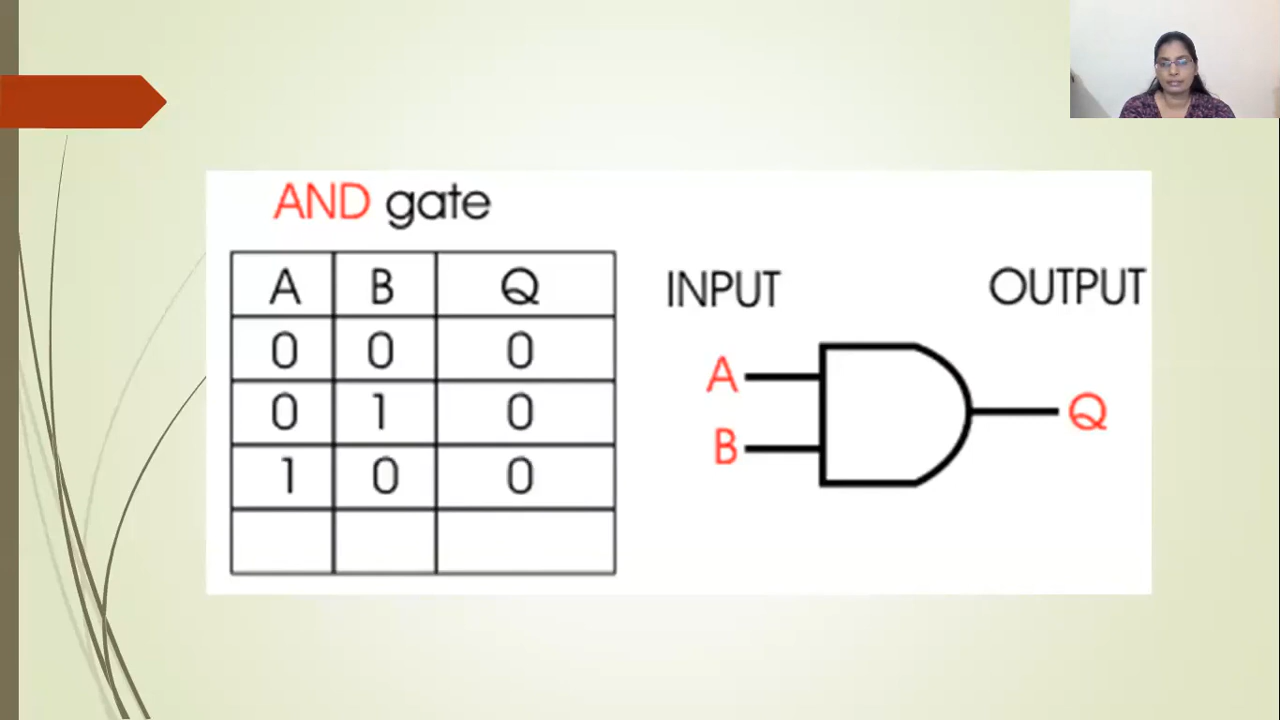 AND gate
A B Q
0 0 0
0 1 0
1 0 0
INPUT OUTPUT
A
B
Q